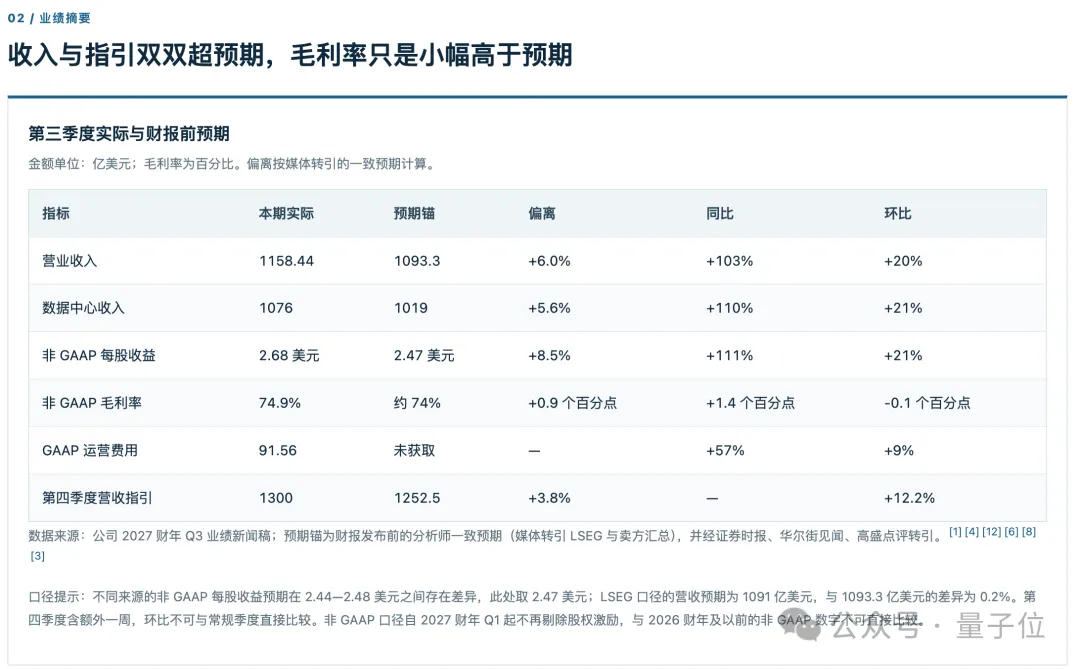 02 / 业绩摘要
收入与指引双双超预期，毛利率只是小幅高于预期
第三季度实际与财报前预期
金额单位：亿美元；毛利率为百分比。偏离按媒体转引的一致预期计算。
指标 本期实际 预期锚 偏离 同比 环比
营业收入 1158.44 1093.3 +6.0% +103% +20%
数据中心收入 1076 1019 +5.6% +110% +21%
非 GAAP 每股收益 2.68 美元 2.47 美元 +8.5% +111% +21%
非 GAAP 毛利率 74.9% 约 74% +0.9 个百分点 +1.4 个百分点 -0.1 个百分点
GAAP 运营费用 91.56 未获取 — +57% +9%
第四季度营收指引 1300 1252.5 +3.8% — +12.2%
数据来源：公司 2027 财年 Q3 业绩新闻稿；预期锚为财报发布前的分析师一致预期（媒体转引 LSEG 与卖方汇总），并经证券时报、华尔街见闻、高盛点评转引。[1] [4] [12] [6] [8]
[3]
口径提示：不同来源的非 GAAP 每股收益预期在 2.44—2.48 美元之间存在差异，此处取 2.47 美元；LSEG 口径的营收预期为 1091 亿美元，与 1093.3 亿美元的差异为 0.2%。第
四季度含额外一周，环比不可与常规季度直接比较。非 GAAP 口径自 2027 财年 Q1 起不再剔除股权激励，与 2026 财年及以前的非 GAAP 数字不可直接比较。
公众号 · 量子位